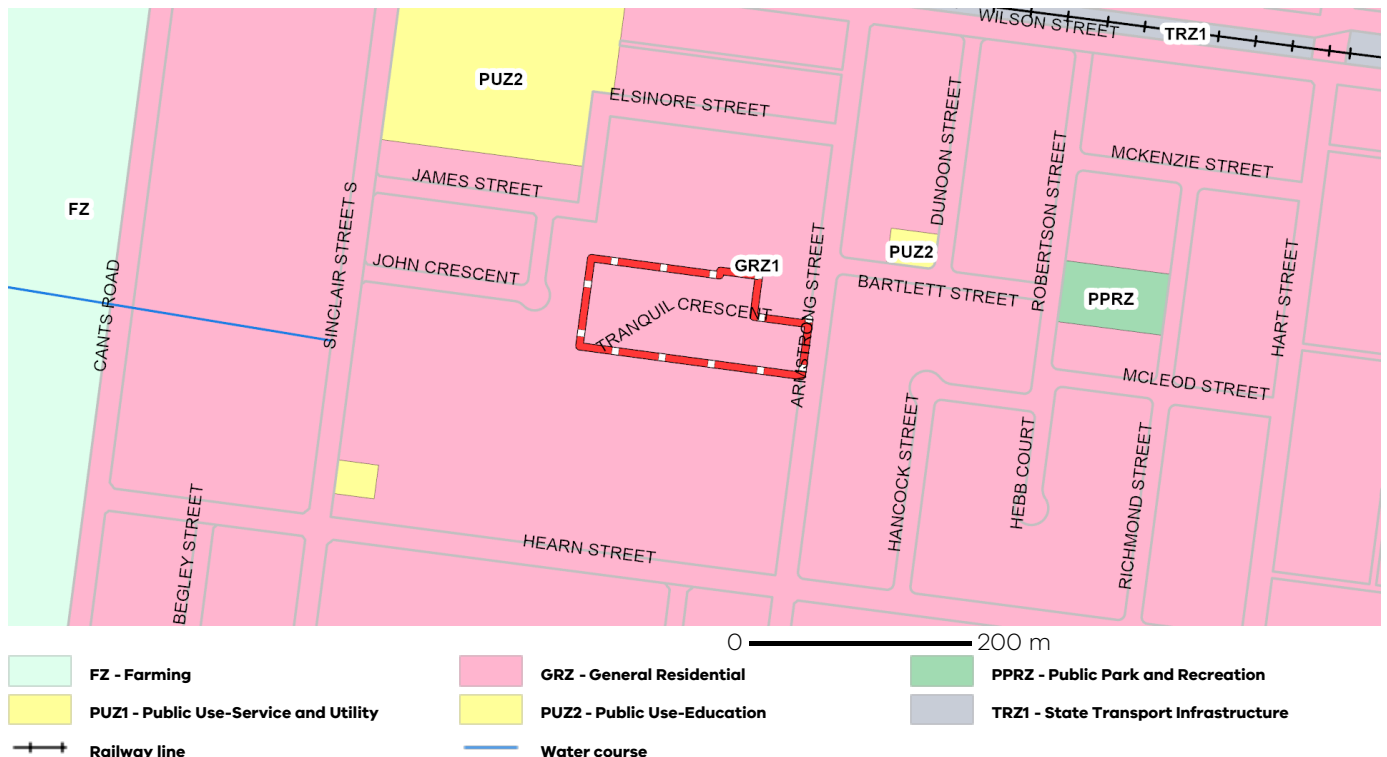 WILSON STREET
TRZ1
PUZ2
ELSINORE STREET
DUNOON STREET
ROBERTSON STREET
MCKENZIE STREET
JAMES STREET
FZ
SINCLAIR STREET S
PUZ2
JOHN CRESCENT
GRZ1
ARMSTRONG STREET
BARTLETT STREET
PPRZ
HART STREET
CANTS ROAD
TRANQUIL CRESCENT
MCLEOD STREET
HANCOCK STREET
HEBB COURT
RICHMOND STREET
BEGLEY STREET
HEARN STREET
0 200 m
FZ - Farming
GRZ - General Residential
PPRZ - Public Park and Recreation
PUZ1 - Public Use-Service and Utility
PUZ2 - Public Use-Education
TRZ1 - State Transport Infrastructure
Railway line
Water course